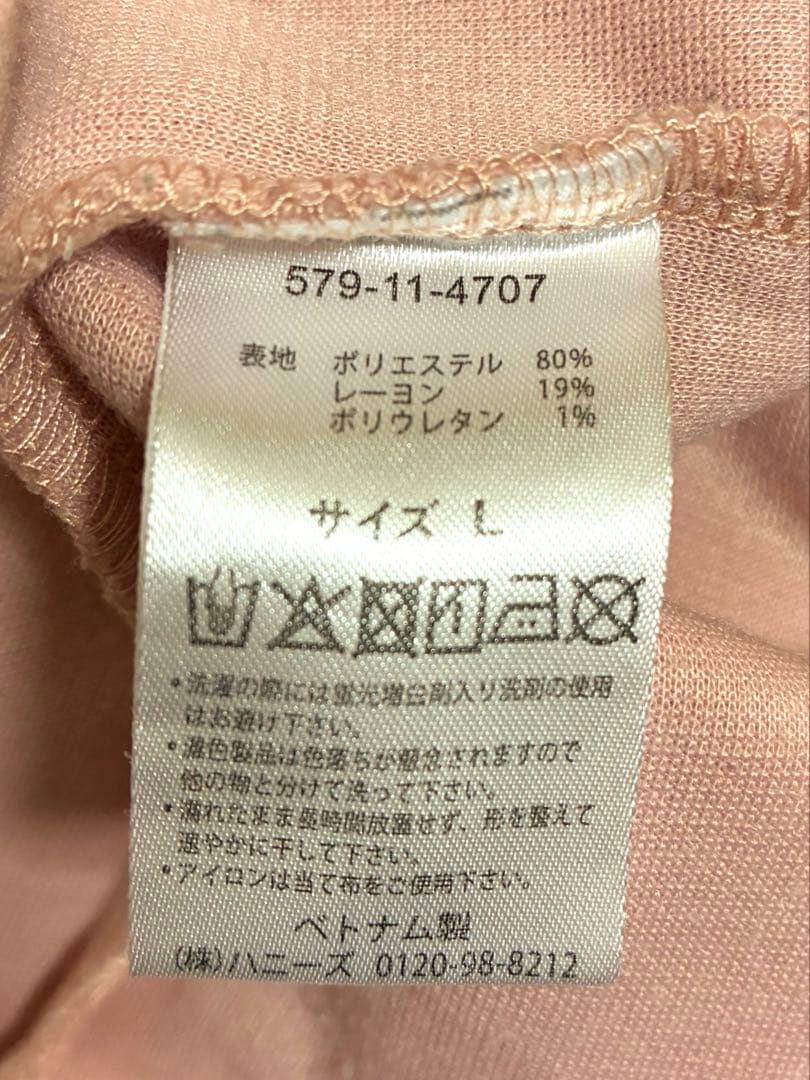 579-11-4707
表地 ポリエステル 80%
レーヨン 19%
ポリウレタン 1%
サイズ L
・洗濯の際には蛍光増白剤入り洗剤の使用
はお避け下さい。
・濃色製品は色落ちが懸念されますので
他の物と分けて洗って下さい。
・濡れたまま長時間放置せず、形を整えて
速やかに干して下さい。
・アイロンは当て布をご使用下さい。
ベトナム製
(株)ハニーズ 0120-98-8212